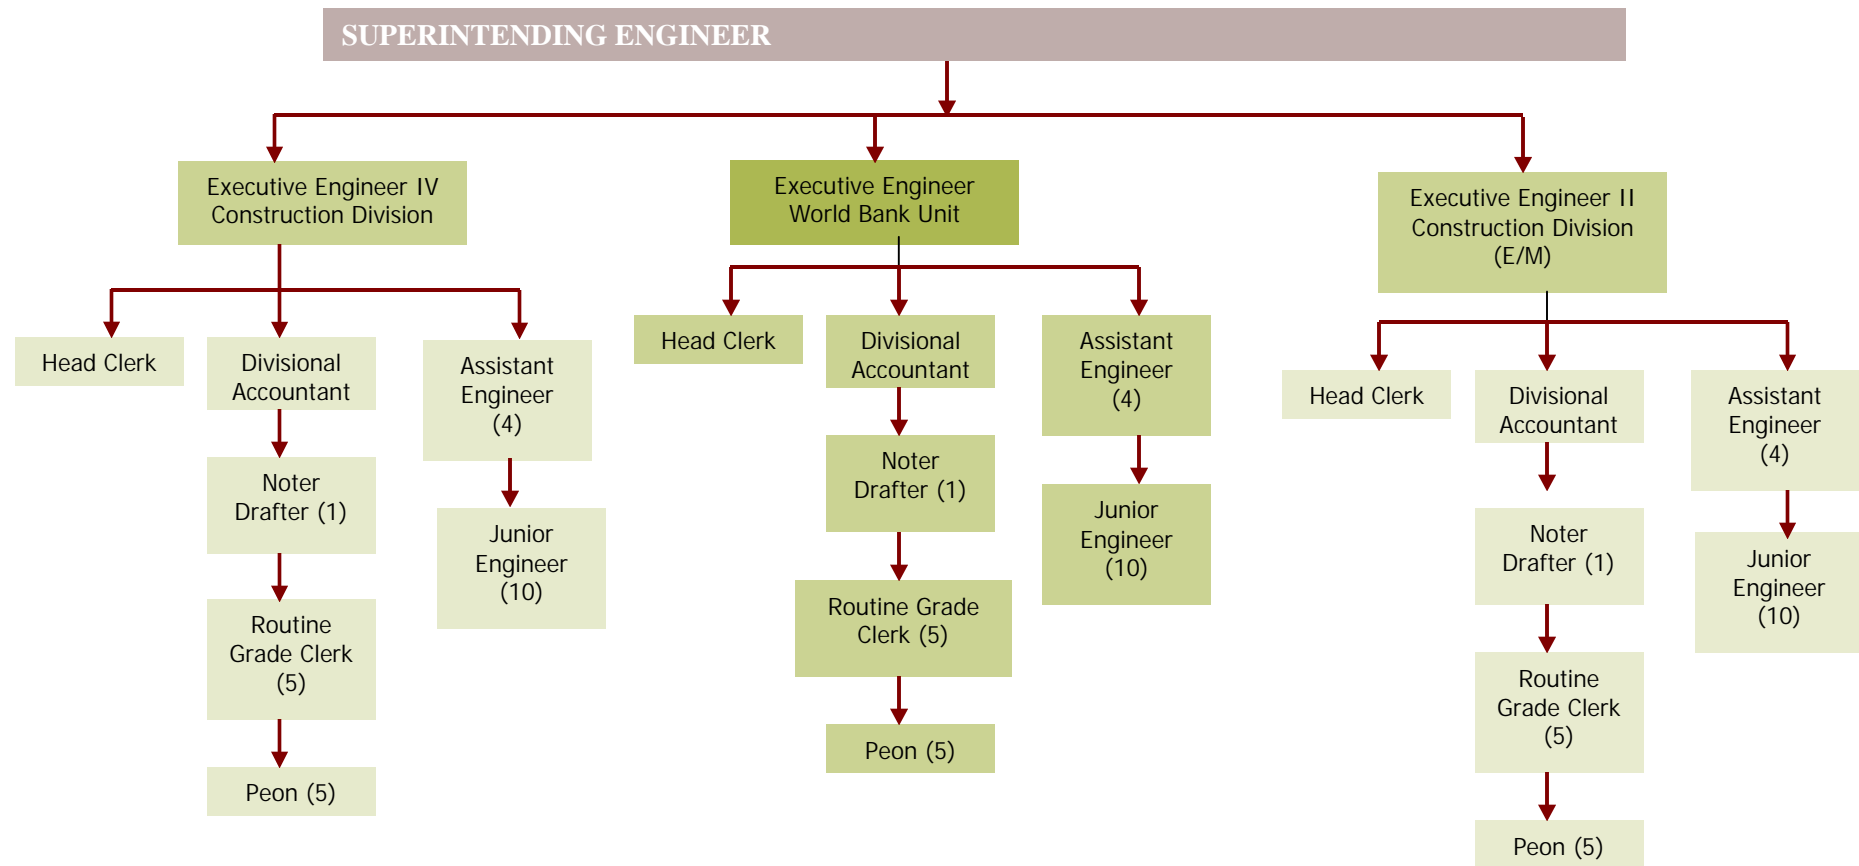 SUPERINTENDING ENGINEER
Executive Engineer IV
Construction Division
Head Clerk
Divisional
Accountant
Noter
Drafter (1)
Routine
Grade Clerk
(5)
Peon (5)
Assistant
Engineer
(4)
Junior
Engineer
(10)
Executive Engineer
World Bank Unit
Head Clerk
Divisional
Accountant
Noter
Drafter (1)
Routine Grade
Clerk (5)
Peon (5)
Assistant
Engineer
(4)
Junior
Engineer
(10)
Executive Engineer II
Construction Division
(E/M)
Head Clerk
Divisional
Accountant
Noter
Drafter (1)
Routine
Grade Clerk
(5)
Peon (5)
Assistant
Engineer
(4)
Junior
Engineer
(10)